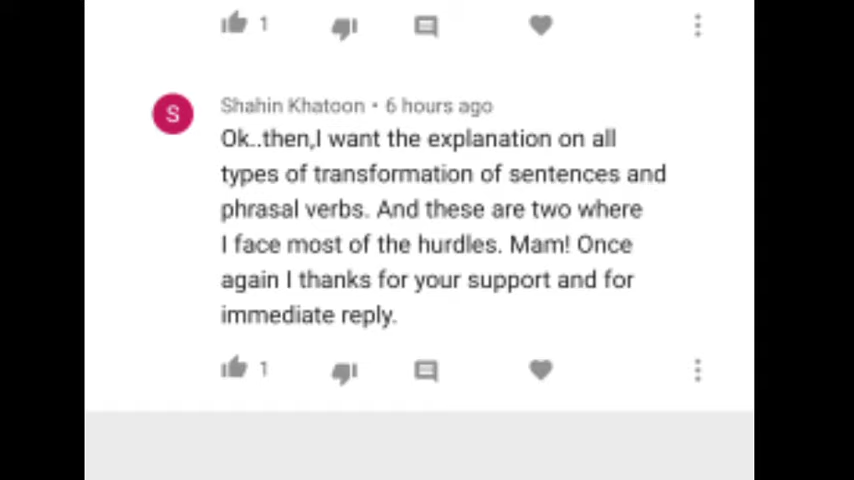 1
S
Shahin Khatoon • 6 hours ago
Ok..then,I want the explanation on all
types of transformation of sentences and
phrasal verbs. And these are two where
I face most of the hurdles. Mam! Once
again I thanks for your support and for
immediate reply.
1